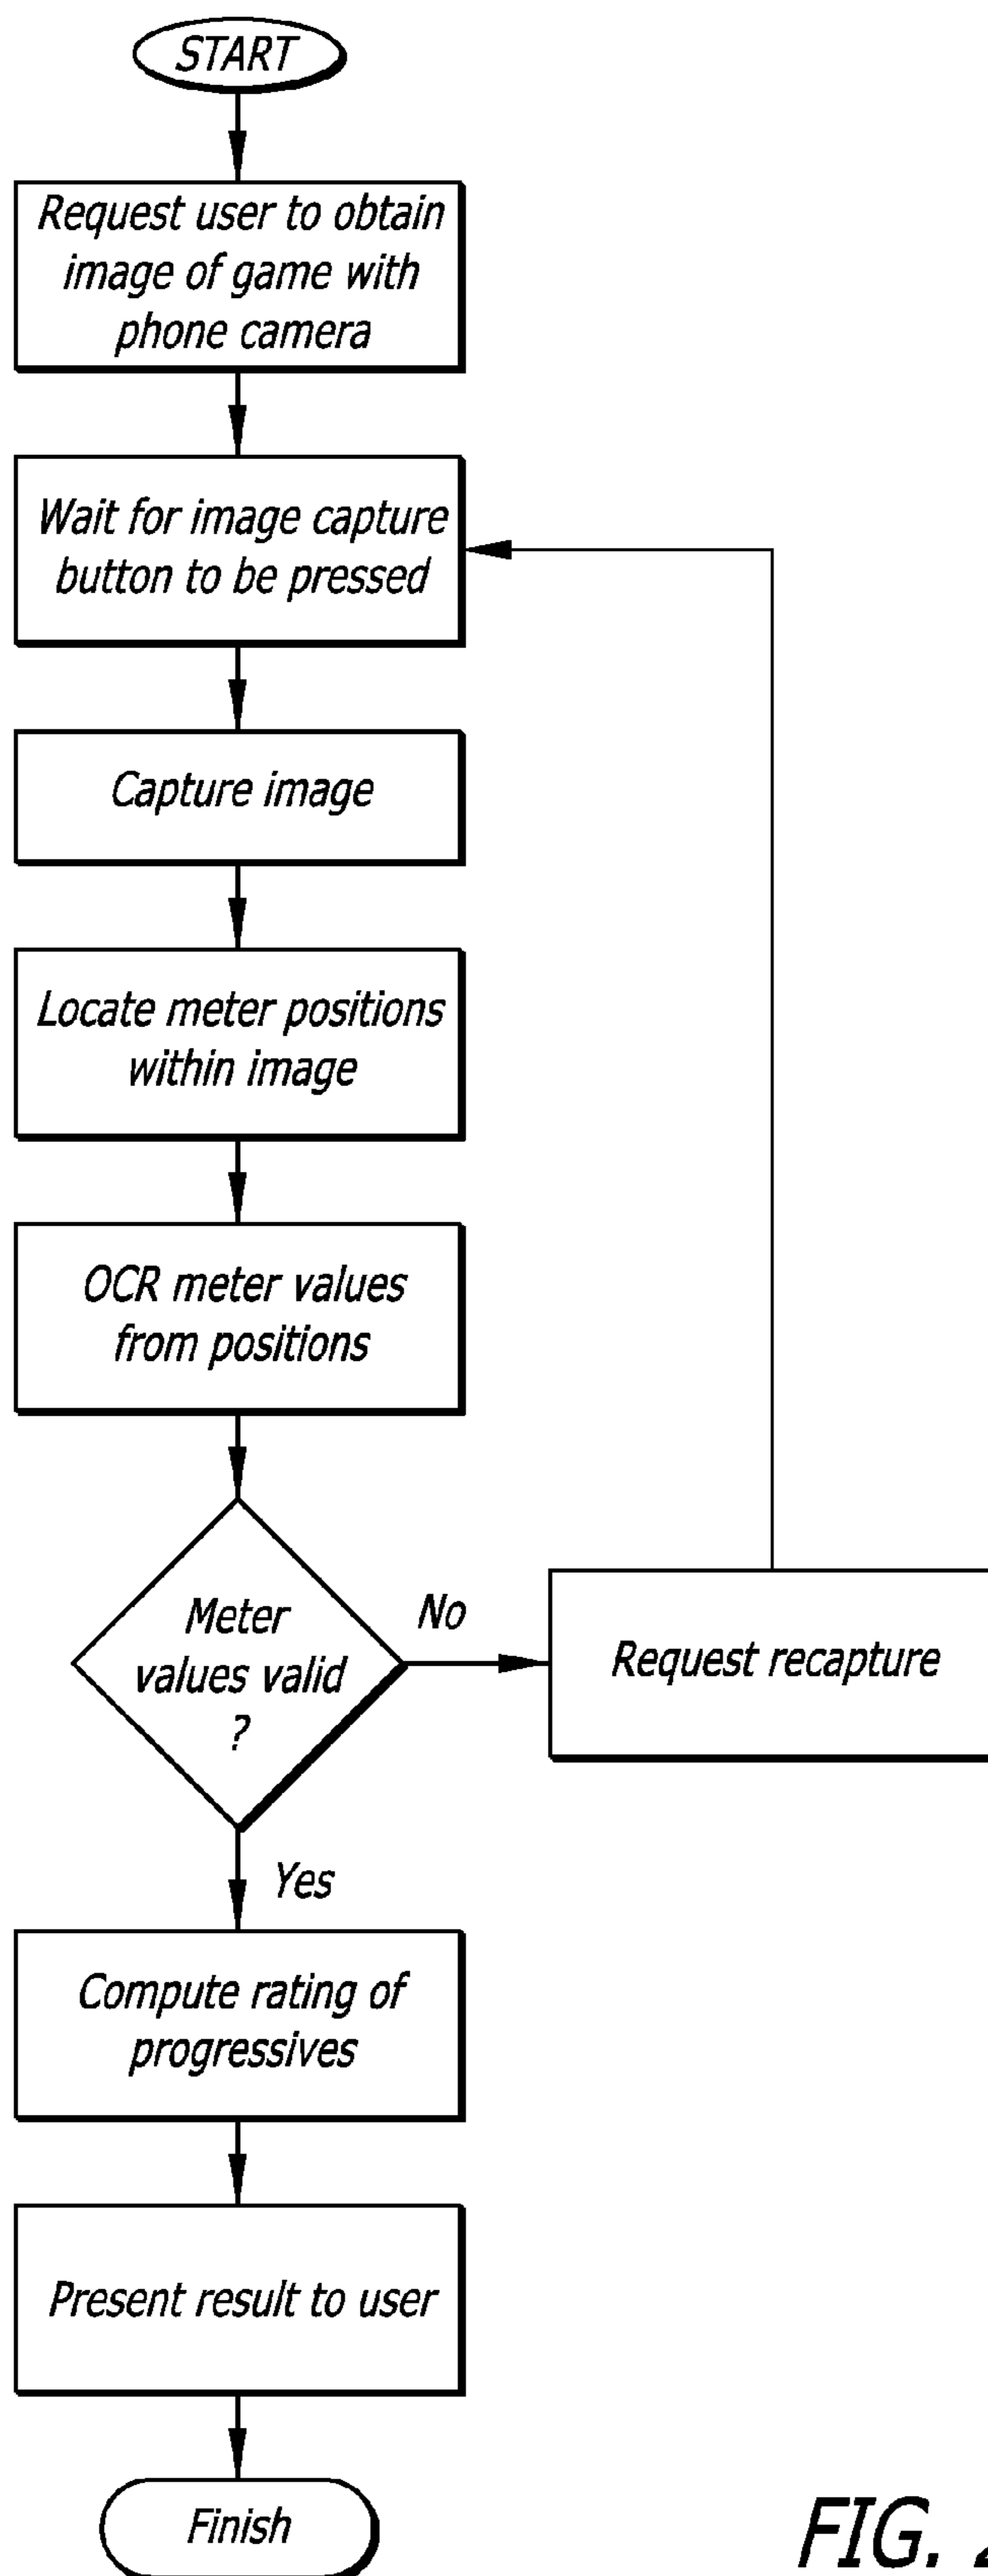 START
Request user to obtain
image of game with
phone camera
Wait for image capture
button to be pressed
Capture image
Locate meter positions
within image
OCR meter values
from positions
Meter
values valid
?
No
Request recapture
Yes
Compute rating of
progressives
Present result to user
Finish
FIG. 2